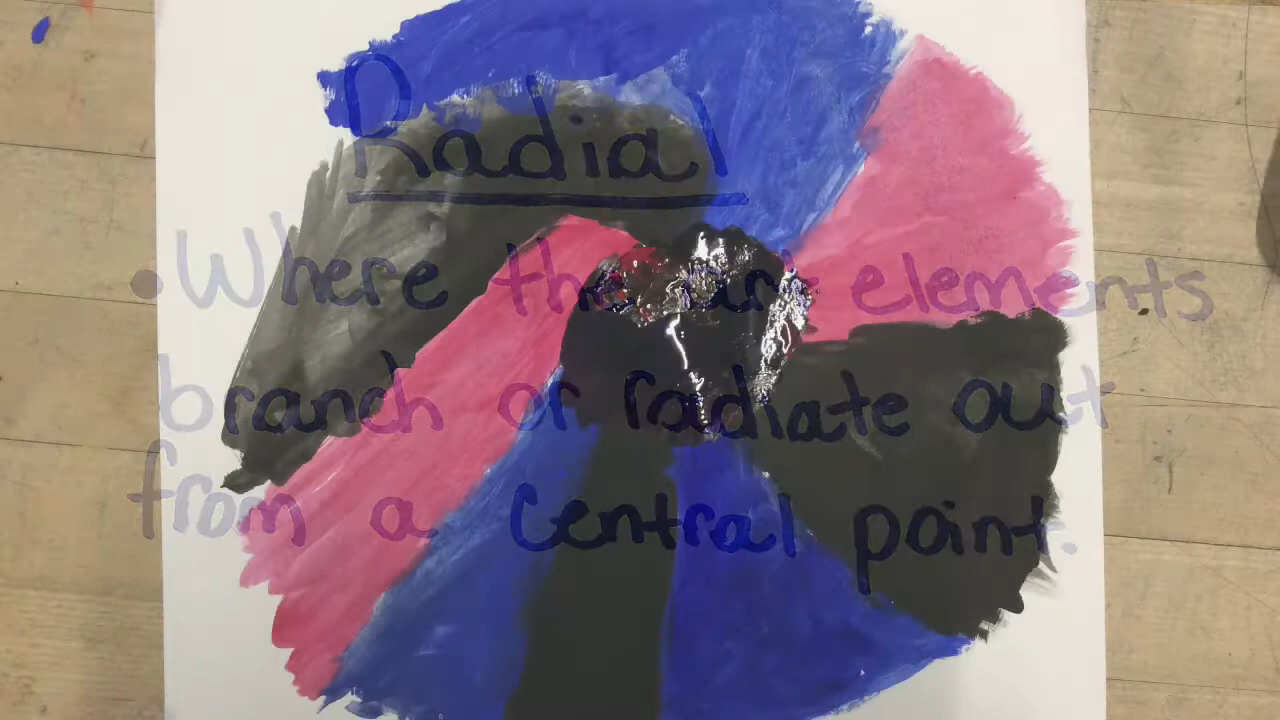 Radial
• Where the art elements
branch or radiate out
from a central point.